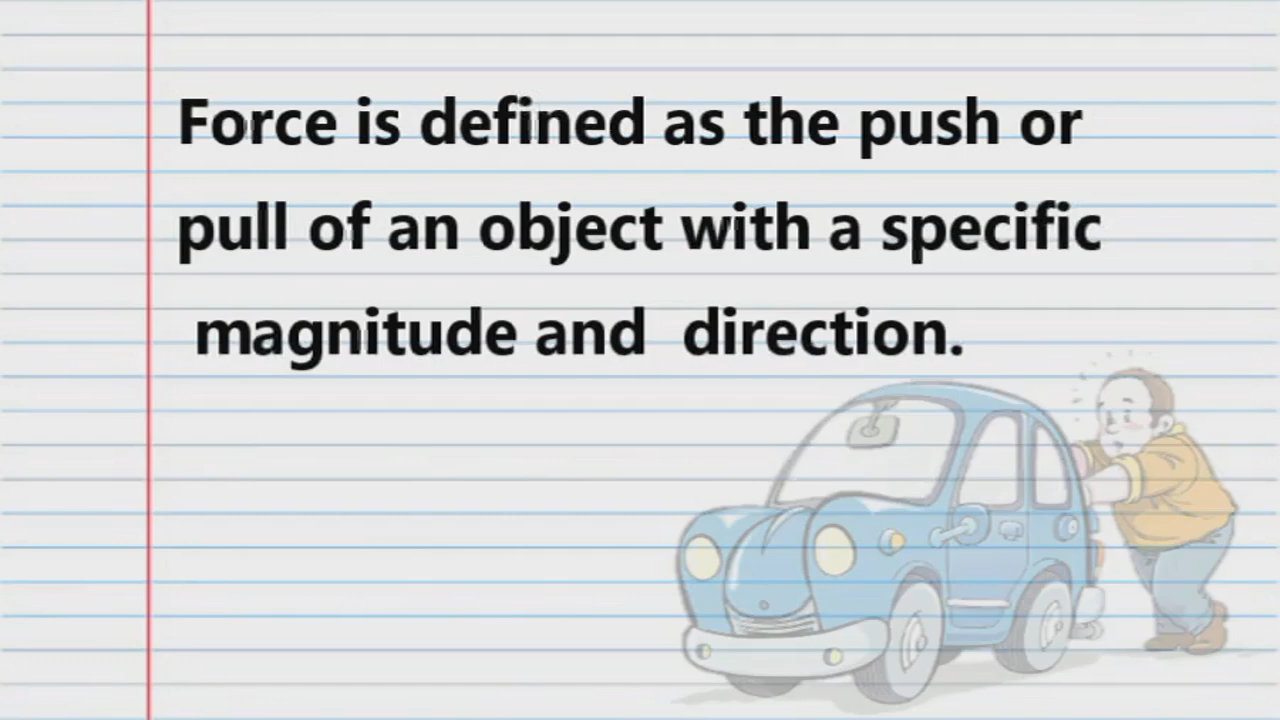 Force is defined as the push or
pull of an object with a specific
magnitude and direction.